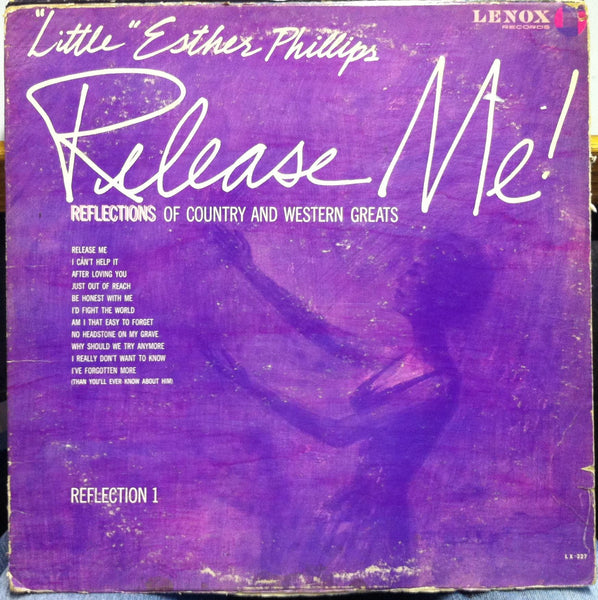 "Little" Esther Phillips
LENOX
RECORDS
Release Me!
REFLECTIONS OF COUNTRY AND WESTERN GREATS
RELEASE ME
I CAN'T HELP IT
AFTER LOVING YOU
JUST OUT OF REACH
BE HONEST WITH ME
I'D FIGHT THE WORLD
AM I THAT EASY TO FORGET
NO HEADSTONE ON MY GRAVE
WHY SHOULD WE TRY ANYMORE
I REALLY DON'T WANT TO KNOW
I'VE FORGOTTEN MORE
(THAN YOU'LL EVER KNOW ABOUT HIM)
REFLECTION 1
LX-227